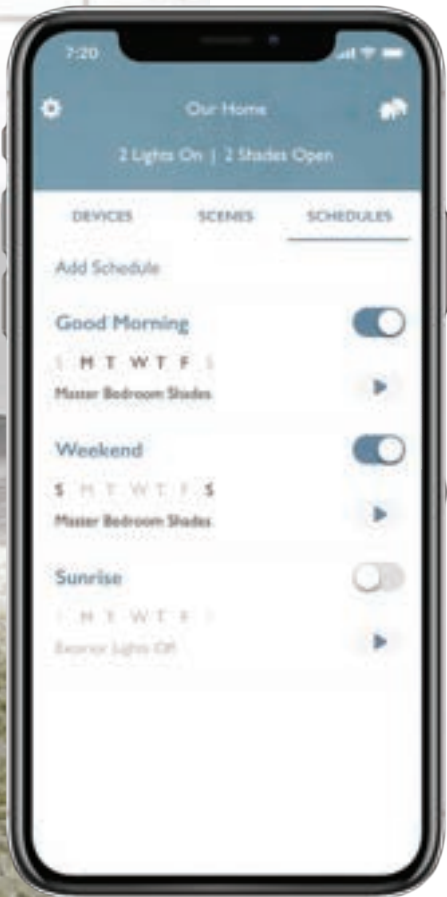 7:20
Our Home
2 Lights On | 2 Shades Open
DEVICES SCENES SCHEDULES
Add Schedule
Good Morning
S M T W T F S
Master Bedroom Shades
Weekend
S M T W T F S
Master Bedroom Shades
Sunrise
S M T W T F S
Exterior Lights Off